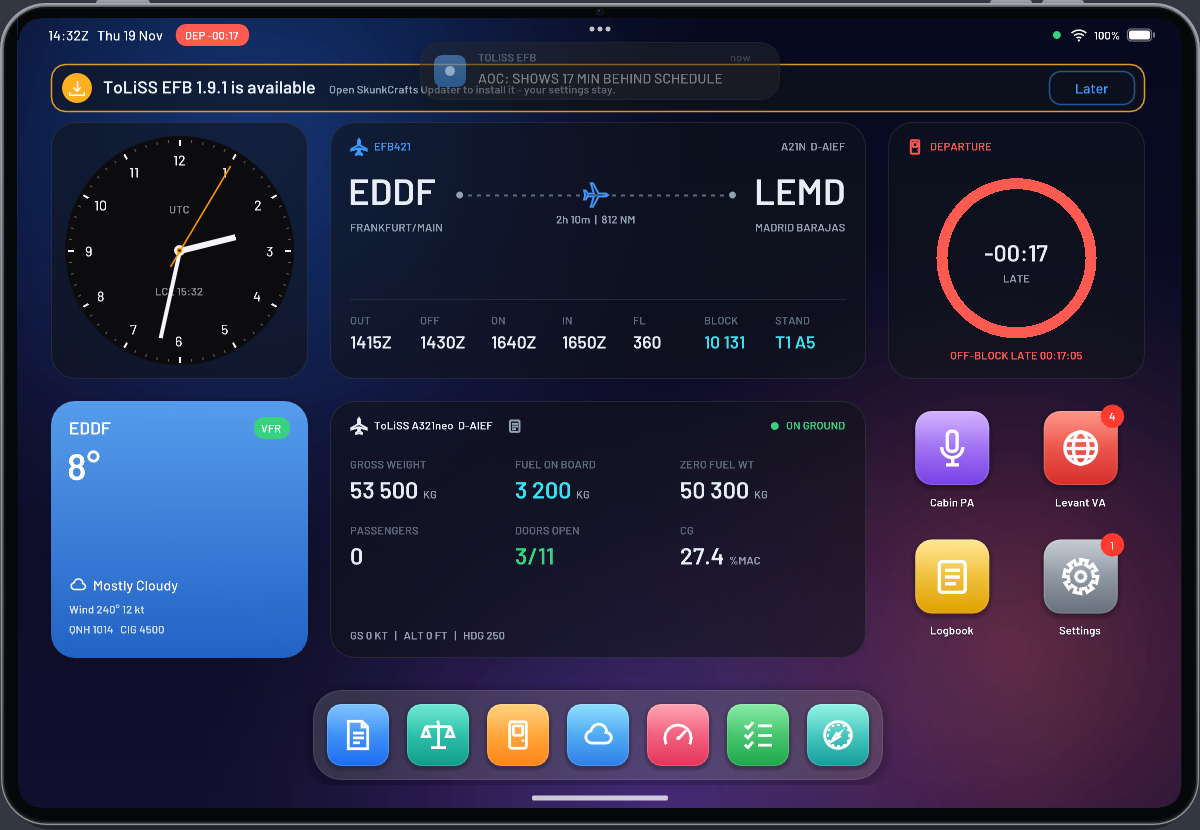 14:32Z Thu 19 Nov DEP -00:17
100%
TOLISS EFB now
AOC: SHOWS 17 MIN BEHIND SCHEDULE
ToLiSS EFB 1.9.1 is available Open SkunkCrafts Updater to install it - your settings stay. Later
12
11 1
10 2
9 3
8 4
7 5
6
UTC
15:32
EFB421 A21N D-AIEF
EDDF LEMD
2h 10m | 812 NM
FRANKFURT/MAIN MADRID BARAJAS
OUT OFF ON IN FL BLOCK STAND
1415Z 1430Z 1640Z 1650Z 360 10 131 T1 A5
DEPARTURE
-00:17
LATE
OFF-BLOCK LATE 00:17:05
EDDF VFR
8°
Mostly Cloudy
Wind 240° 12 kt
QNH 1014 CIG 4500
ToLiSS A321neo D-AIEF ON GROUND
GROSS WEIGHT FUEL ON BOARD ZERO FUEL WT
53 500 KG 3 200 KG 50 300 KG
PASSENGERS DOORS OPEN CG
0 3/11 27.4 %MAC
GS 0 KT | ALT 0 FT | HDG 250
4
Cabin PA Levant VA
1
Logbook Settings